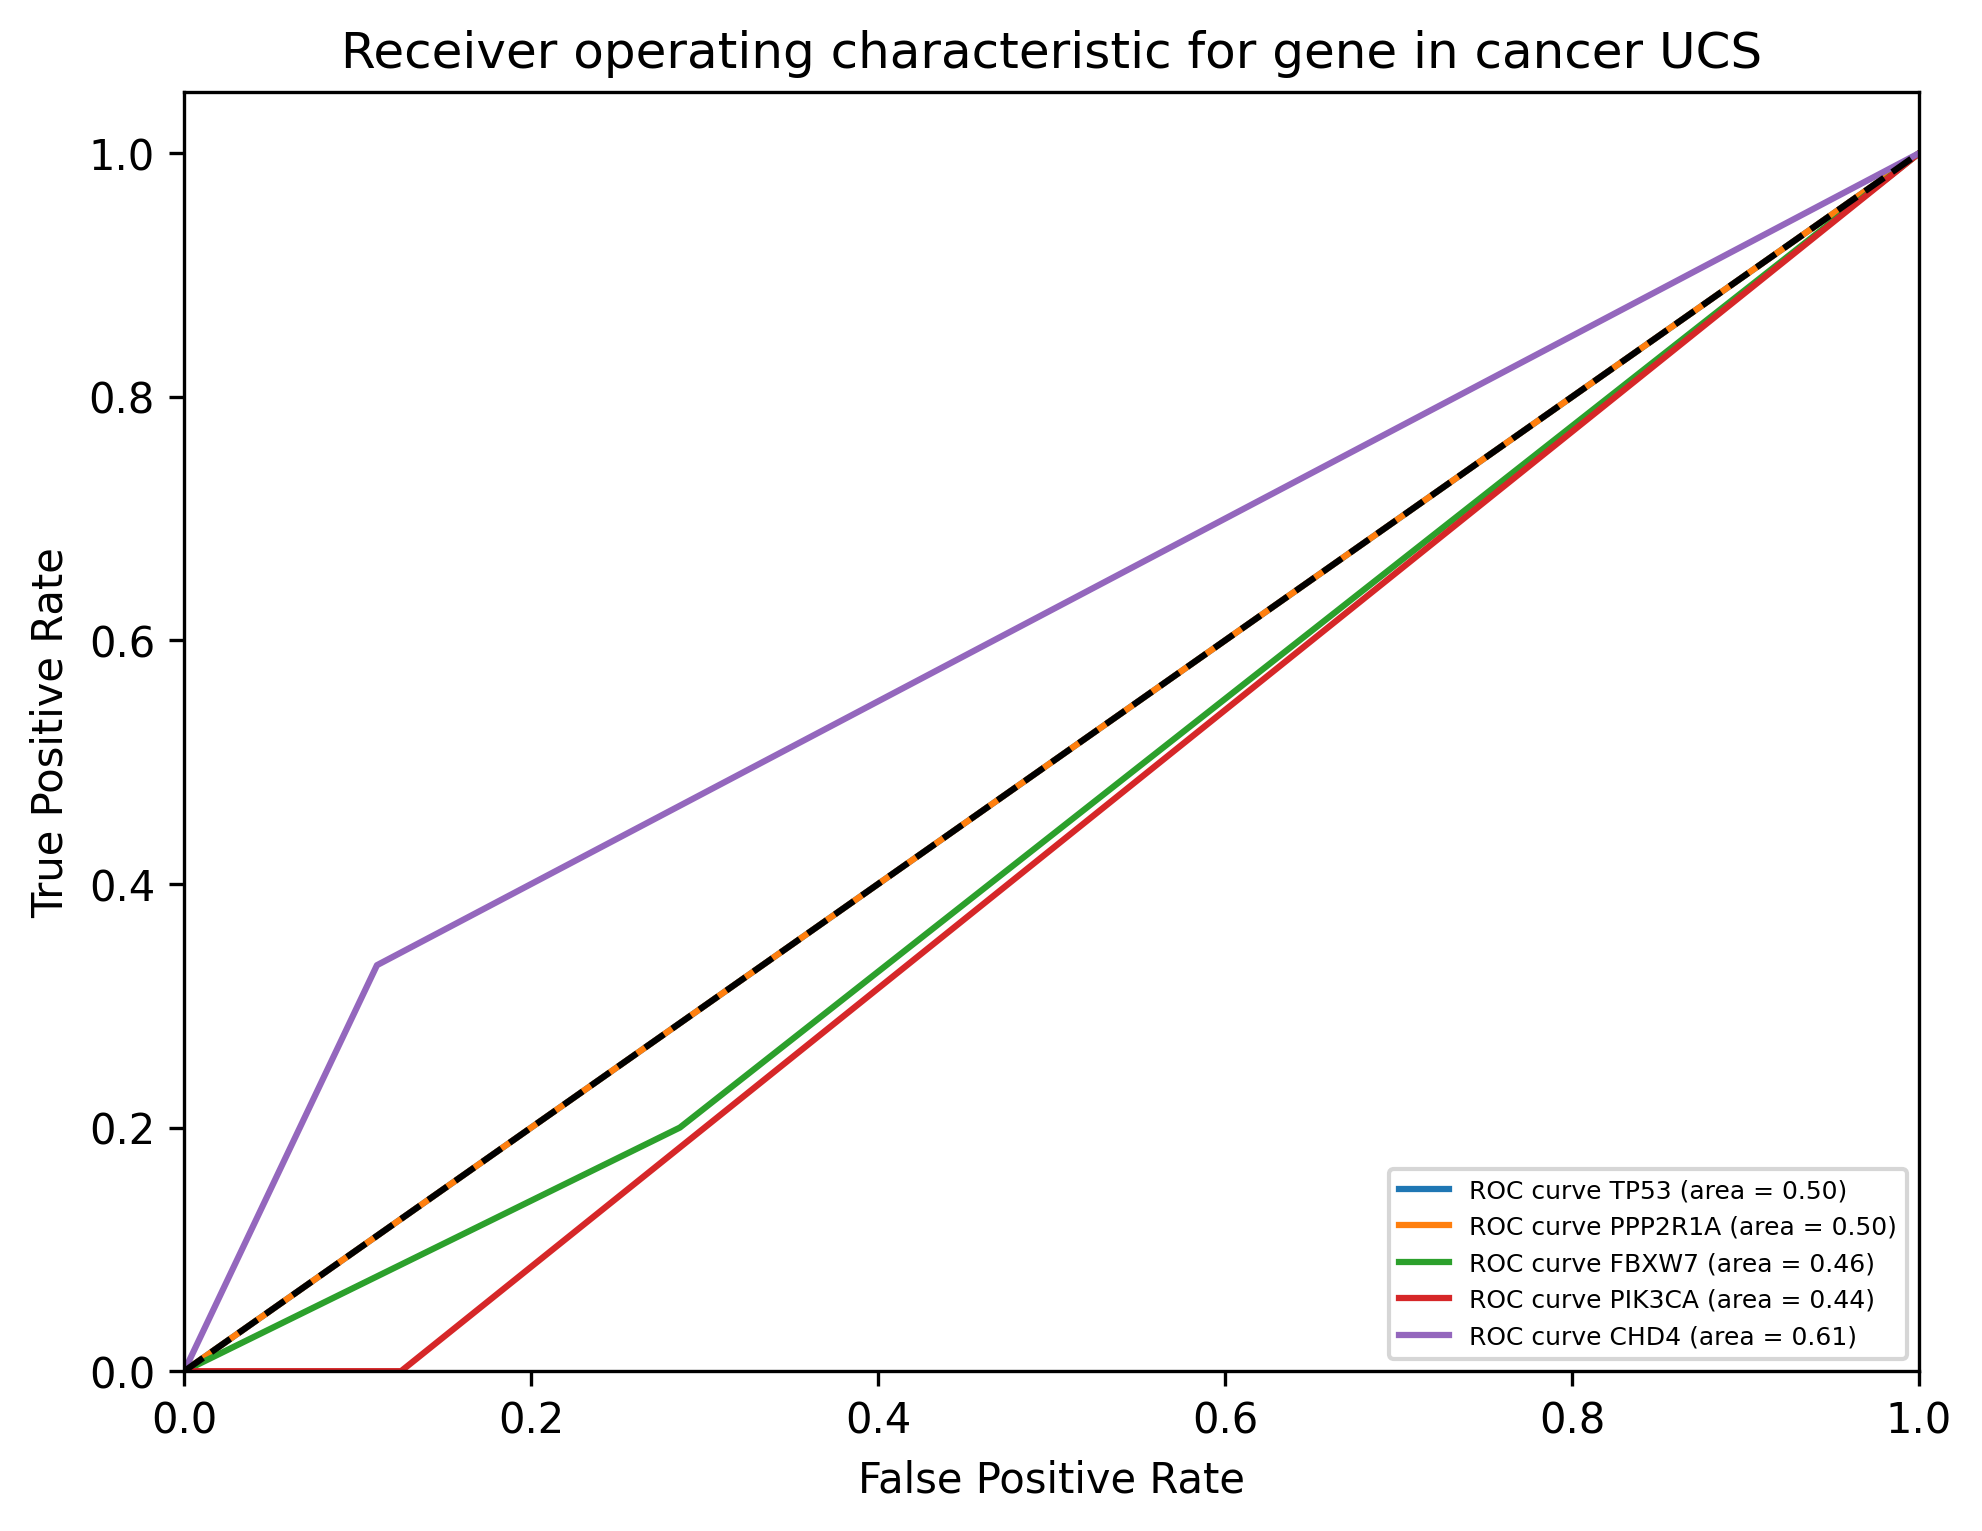 Receiver operating characteristic for gene in cancer UCS
True Positive Rate
1.0
0.8
0.6
0.4
0.2
0.0
0.0 0.2 0.4 0.6 0.8 1.0
False Positive Rate
ROC curve TP53 (area = 0.50)
ROC curve PPP2R1A (area = 0.50)
ROC curve FBXW7 (area = 0.46)
ROC curve PIK3CA (area = 0.44)
ROC curve CHD4 (area = 0.61)